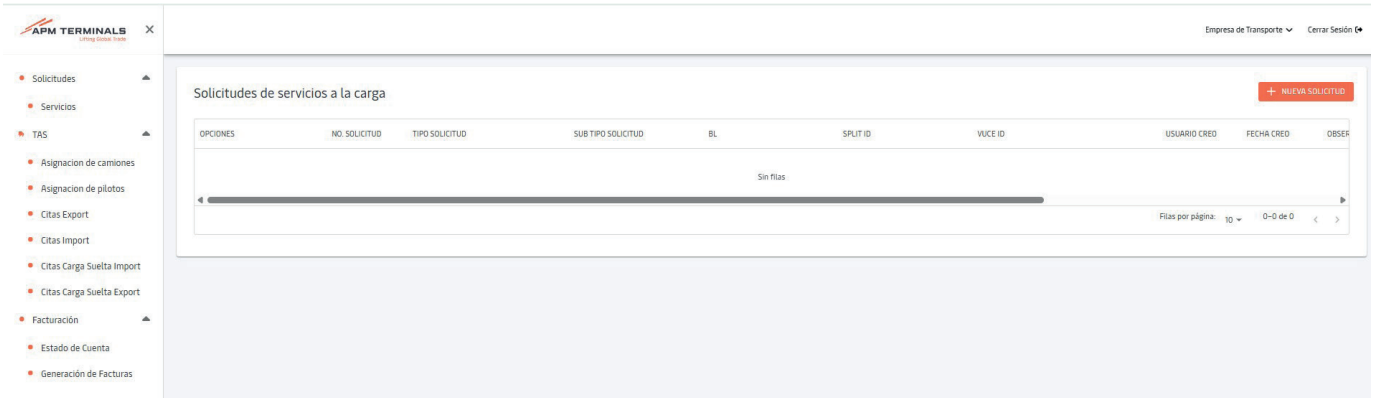 APM TERMINALS
Lifting Global Trade
Empresa de Transporte
Cerrar Sesión
Solicitudes
Servicios
TAS
Asignacion de camiones
Asignacion de pilotos
Citas Export
Citas Import
Citas Carga Suelta Import
Citas Carga Suelta Export
Facturación
Estado de Cuenta
Generación de Facturas
Solicitudes de servicios a la carga
+ NUEVA SOLICITUD
OPCIONES NO. SOLICITUD TIPO SOLICITUD SUB TIPO SOLICITUD BL SPLIT ID VUCE ID USUARIO CREO FECHA CREO OBSER
Sin filas
Filas por página: 10 0–0 de 0